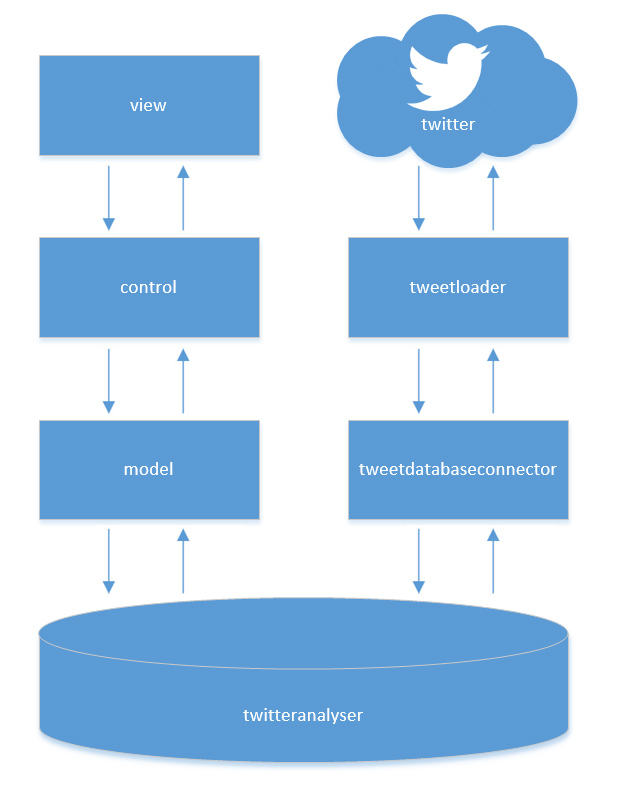 view
twitter
control
tweetloader
model
tweetdatabaseconnector
twitteranalyser